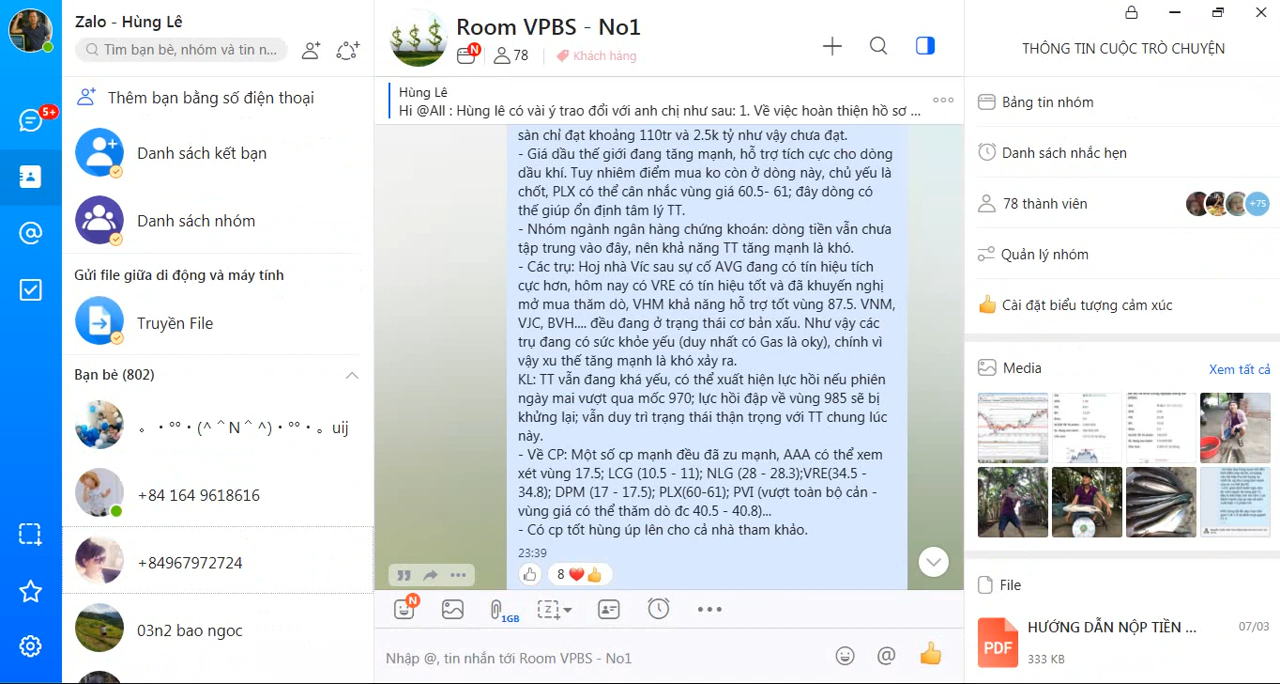 Zalo - Hùng Lê
Tìm bạn bè, nhóm và tin n...
Thêm bạn bằng số điện thoại
Danh sách kết bạn
Danh sách nhóm
Gửi file giữa di động và máy tính
Truyền File
Bạn bè (802)
。・°°・(^ ^N^ ^)・°°・。uij
+84 164 9618616
+84967972724
03n2 bao ngoc
5+
Room VPBS - No1
N
78
Khách hàng
Hùng Lê
Hi @All : Hùng lê có vài ý trao đổi với anh chị như sau: 1. Về việc hoàn thiện hồ sơ ...
sàn chỉ đạt khoảng 110tr và 2.5k tỷ như vậy chưa đạt.
- Giá dầu thế giới đang tăng mạnh, hỗ trợ tích cực cho dòng
dầu khí. Tuy nhiên điểm mua ko còn ở dòng này, chủ yếu là
chốt, PLX có thể cân nhắc vùng giá 60.5- 61; đây dòng có
thế giúp ổn định tâm lý TT.
- Nhóm ngành ngân hàng chứng khoán: dòng tiền vẫn chưa
tập trung vào đây, nên khả năng TT tăng mạnh là khó.
- Các trụ: Hoj nhà Víc sau sự cố AVG đang có tín hiệu tích
cực hơn, hôm nay có VRE có tín hiệu tốt và đã khuyến nghị
mở mua thăm dò, VHM khả năng hỗ trợ tốt vùng 87.5. VNM,
VJC, BVH.... đều đang ở trạng thái cơ bản xấu. Như vậy các
trụ đang có sức khỏe yếu (duy nhất có Gas là oky), chính vì
vậy xu thế tăng mạnh là khó xảy ra.
KL: TT vẫn đang khá yếu, có thể xuất hiện lực hồi nếu phiên
ngày mai vượt qua mốc 970; lực hồi đập về vùng 985 sẽ bị
khửng lại; vẫn duy trì trạng thái thận trọng với TT chung lúc
này.
- Về CP: Một số cp mạnh đều đã zu mạnh, AAA có thể xem
xét vùng 17.5; LCG (10.5 - 11); NLG (28 - 28.3);VRE(34.5 -
34.8); DPM (17 - 17.5); PLX(60-61); PVI (vượt toàn bộ cản -
vùng giá có thể thăm dò đc 40.5 - 40.8)...
- Có cp tốt hùng úp lên cho cả nhà tham khảo.
23:39
8
N
1GB
Nhập @, tin nhắn tới Room VPBS - No1
THÔNG TIN CUỘC TRÒ CHUYỆN
Bảng tin nhóm
Danh sách nhắc hẹn
78 thành viên
+75
Quản lý nhóm
Cài đặt biểu tượng cảm xúc
Media
Xem tất cả
File
PDF
HƯỚNG DẪN NỘP TIỀN ...
07/03
333 KB